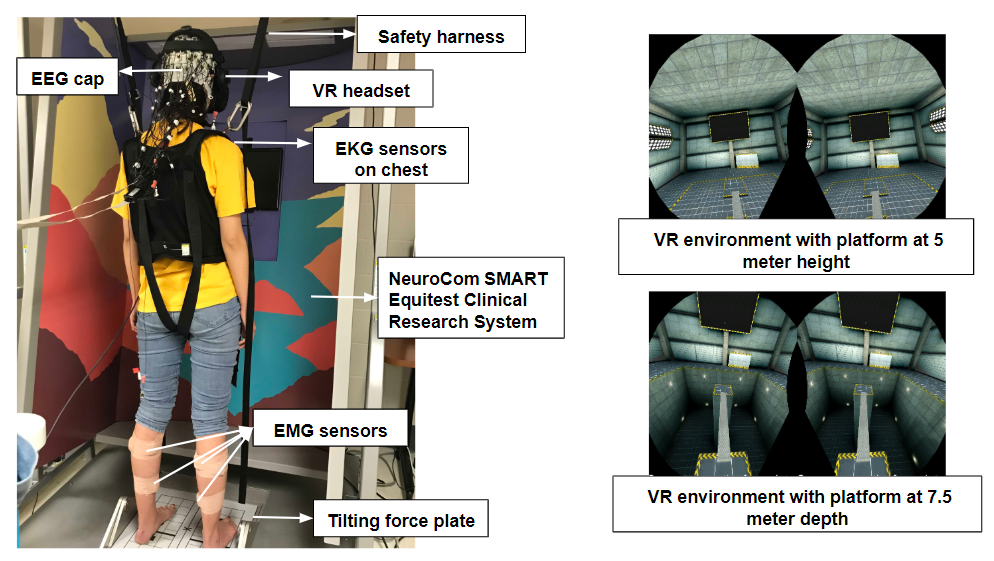 Safety harness
EEG cap
VR headset
EKG sensors
on chest
NeuroCom SMART
Equitest Clinical
Research System
EMG sensors
Tilting force plate
VR environment with platform at 5
meter height
VR environment with platform at 7.5
meter depth